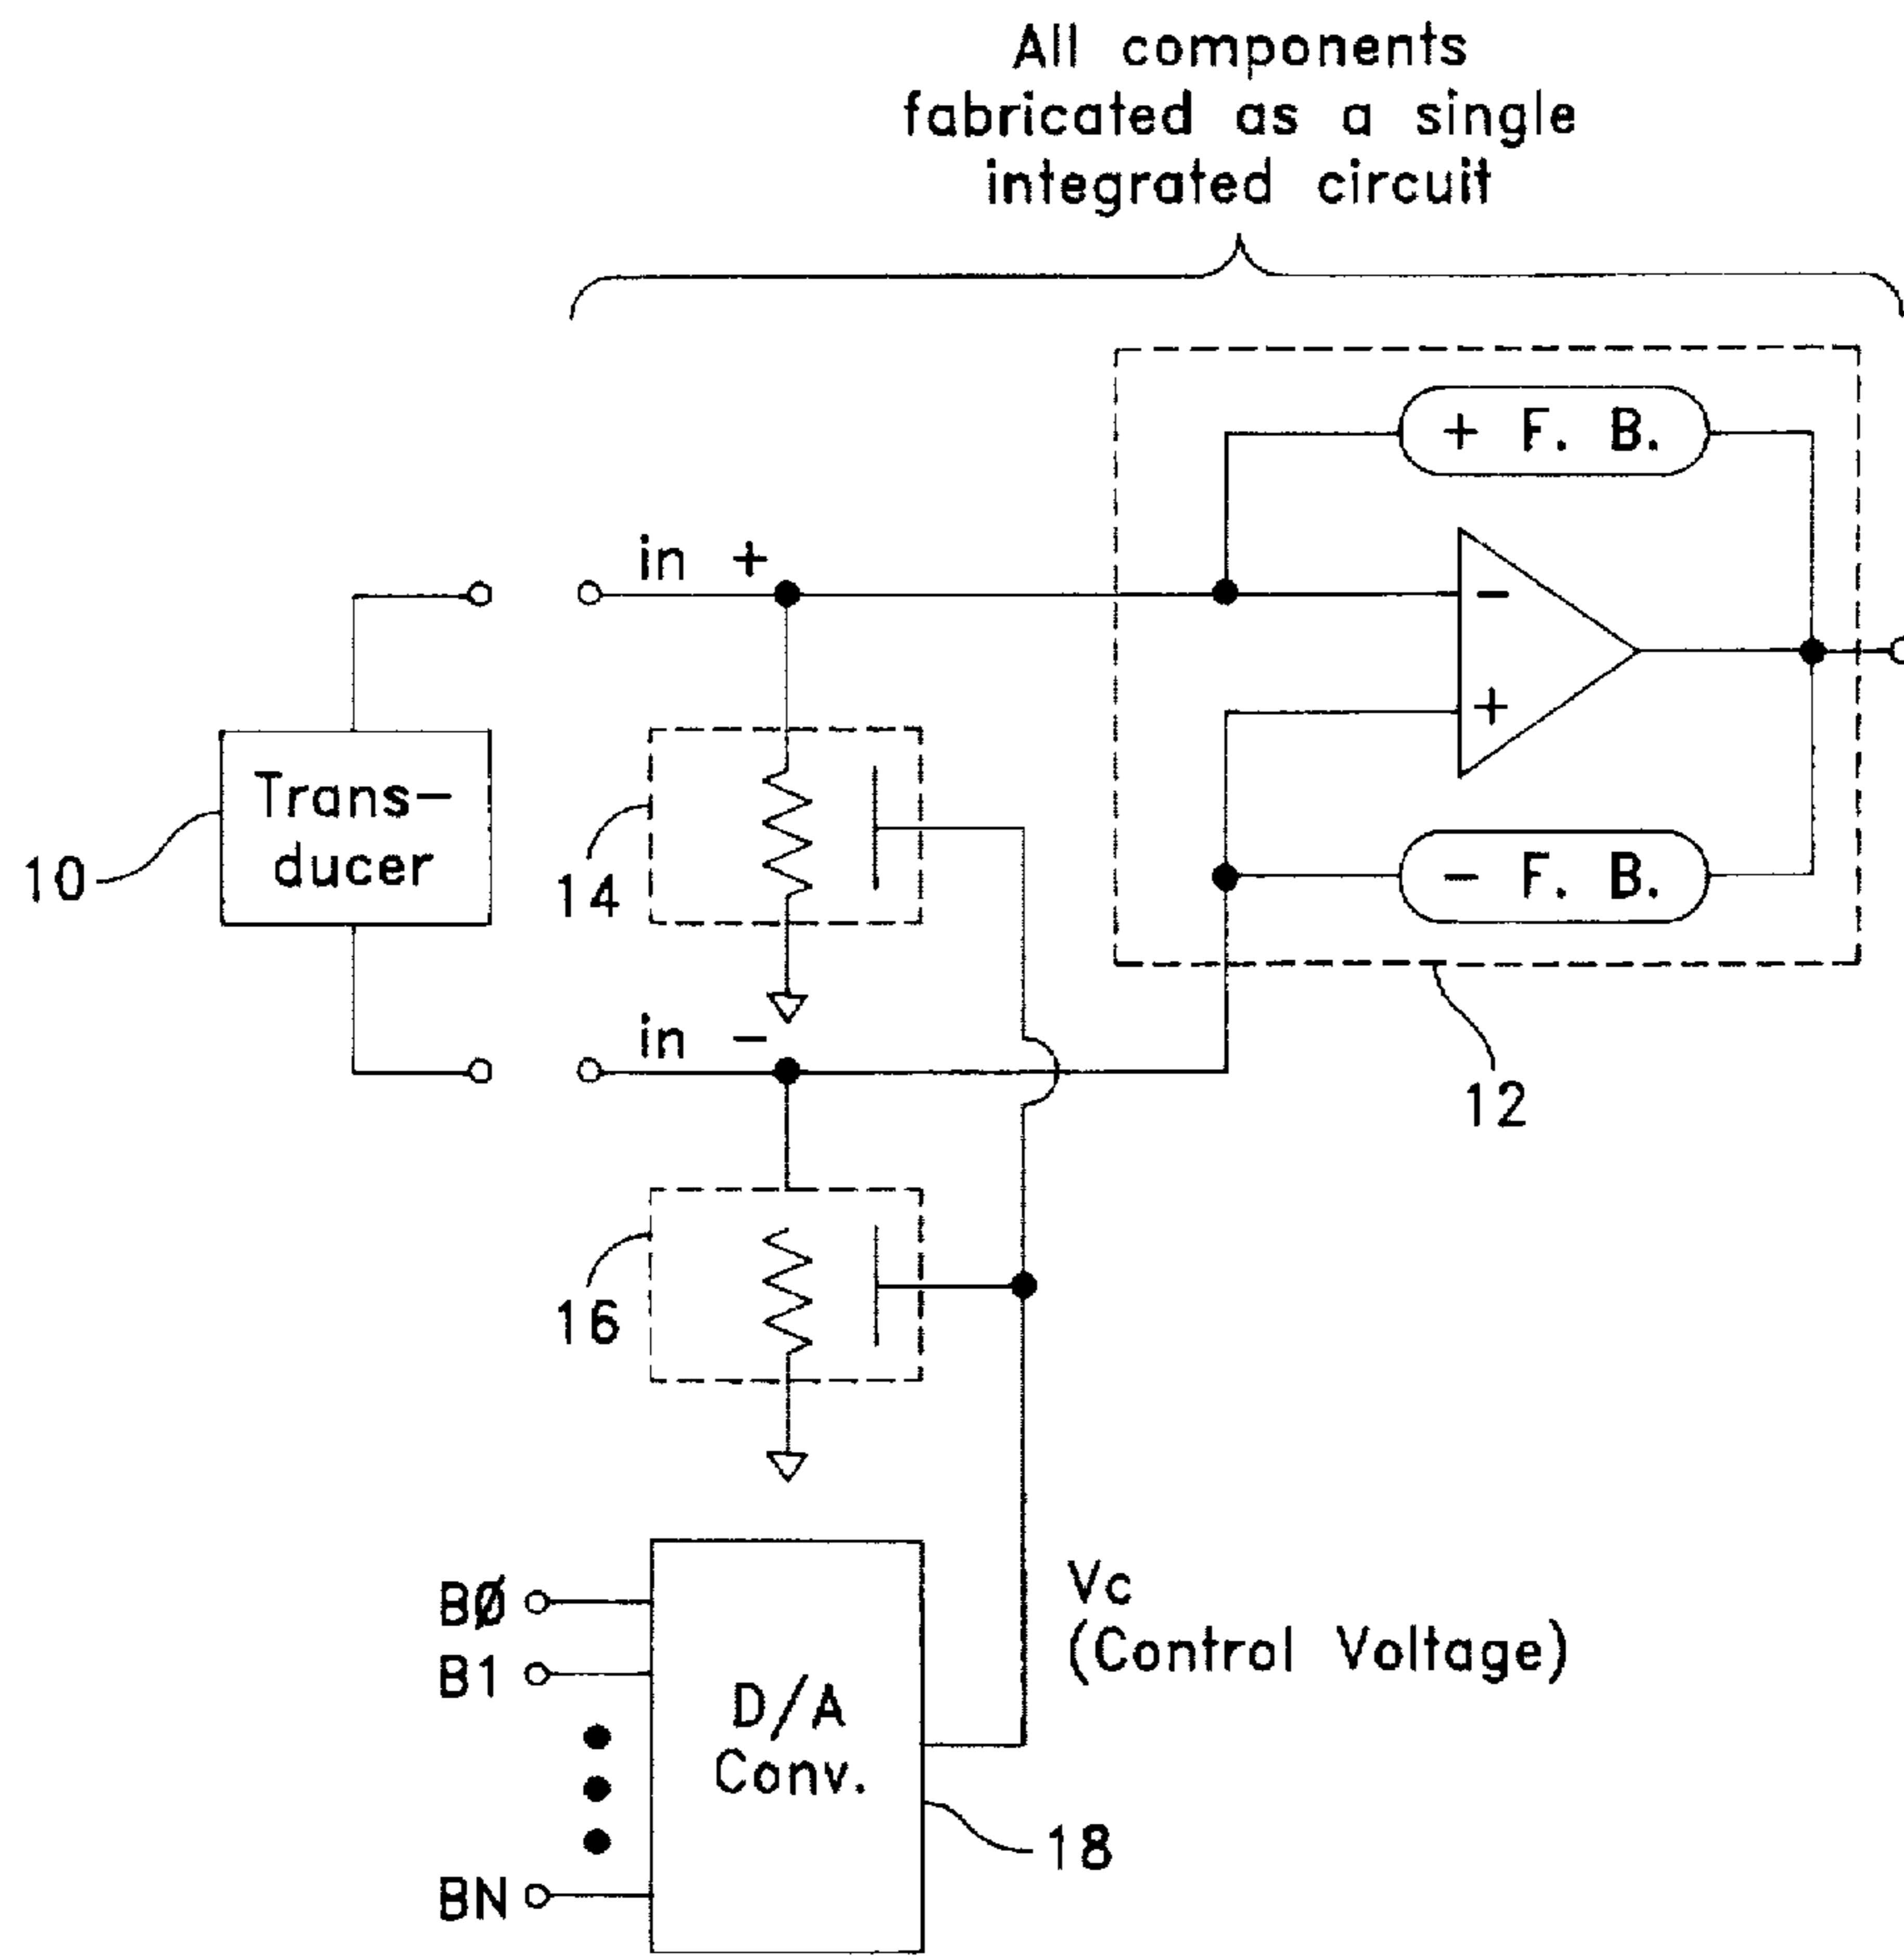 All components
fabricated as a single
integrated circuit
+ F. B.
in +
-
+
Trans-
ducer
10
14
- F. B.
in -
12
16
Vc
(Control Voltage)
BØ
B1
D/A
Conv.
18
BN